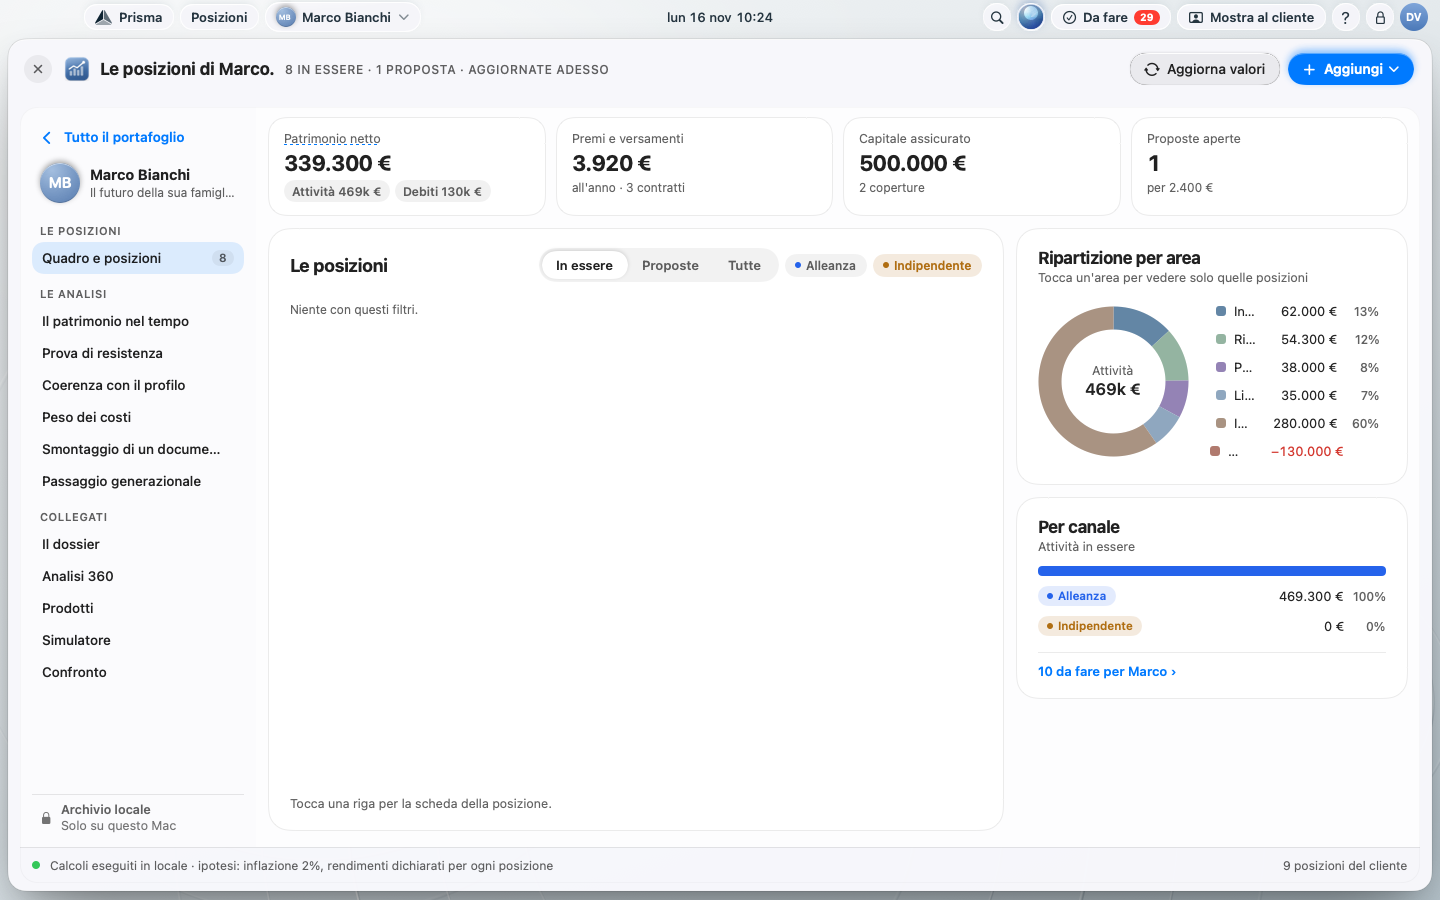 Prisma
Posizioni
MB Marco Bianchi
lun 16 nov 10:24
Da fare 29
Mostra al cliente
?
DV
Le posizioni di Marco.
8 IN ESSERE · 1 PROPOSTA · AGGIORNATE ADESSO
Aggiorna valori
+ Aggiungi
Tutto il portafoglio
MB
Marco Bianchi
Il futuro della sua famigl...
LE POSIZIONI
Quadro e posizioni 8
LE ANALISI
Il patrimonio nel tempo
Prova di resistenza
Coerenza con il profilo
Peso dei costi
Smontaggio di un docume...
Passaggio generazionale
COLLEGATI
Il dossier
Analisi 360
Prodotti
Simulatore
Confronto
Archivio locale
Solo su questo Mac
Patrimonio netto
339.300 €
Attività 469k € Debiti 130k €
Premi e versamenti
3.920 €
all'anno · 3 contratti
Capitale assicurato
500.000 €
2 coperture
Proposte aperte
1
per 2.400 €
Le posizioni
In essere Proposte Tutte
Alleanza Indipendente
Niente con questi filtri.
Tocca una riga per la scheda della posizione.
Ripartizione per area
Tocca un'area per vedere solo quelle posizioni
Attività
469k €
In... 62.000 € 13%
Ri... 54.300 € 12%
P... 38.000 € 8%
Li... 35.000 € 7%
I... 280.000 € 60%
... −130.000 €
Per canale
Attività in essere
Alleanza 469.300 € 100%
Indipendente 0 € 0%
10 da fare per Marco ›
Calcoli eseguiti in locale · ipotesi: inflazione 2%, rendimenti dichiarati per ogni posizione
9 posizioni del cliente